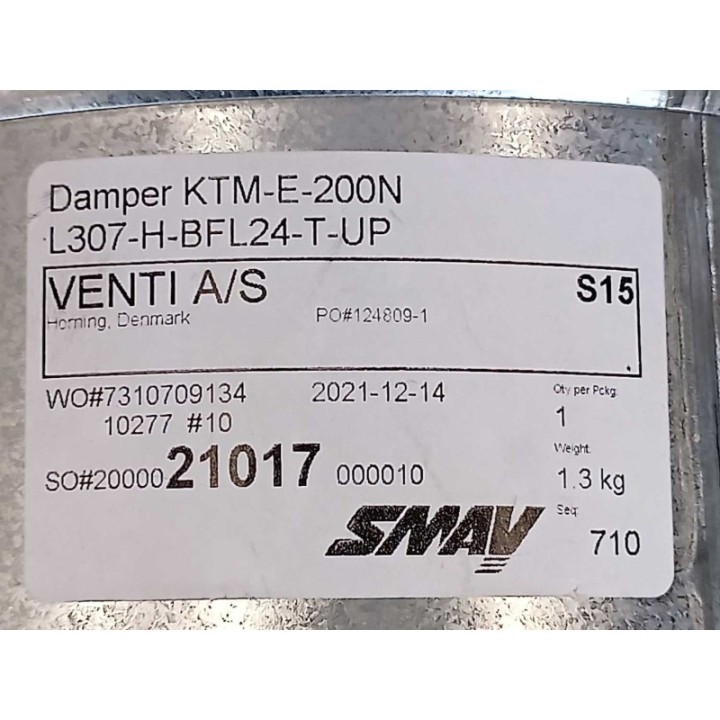 Damper KTM-E-200N
L307-H-BFL24-T-UP
VENTI A/S S15
Horning, Denmark PO#124809-1
WO#7310709134 2021-12-14 Qty per Pckg:
10277 #10 1
Weight:
SO#2000021017 000010 1.3 kg
SMAY Seq:
710